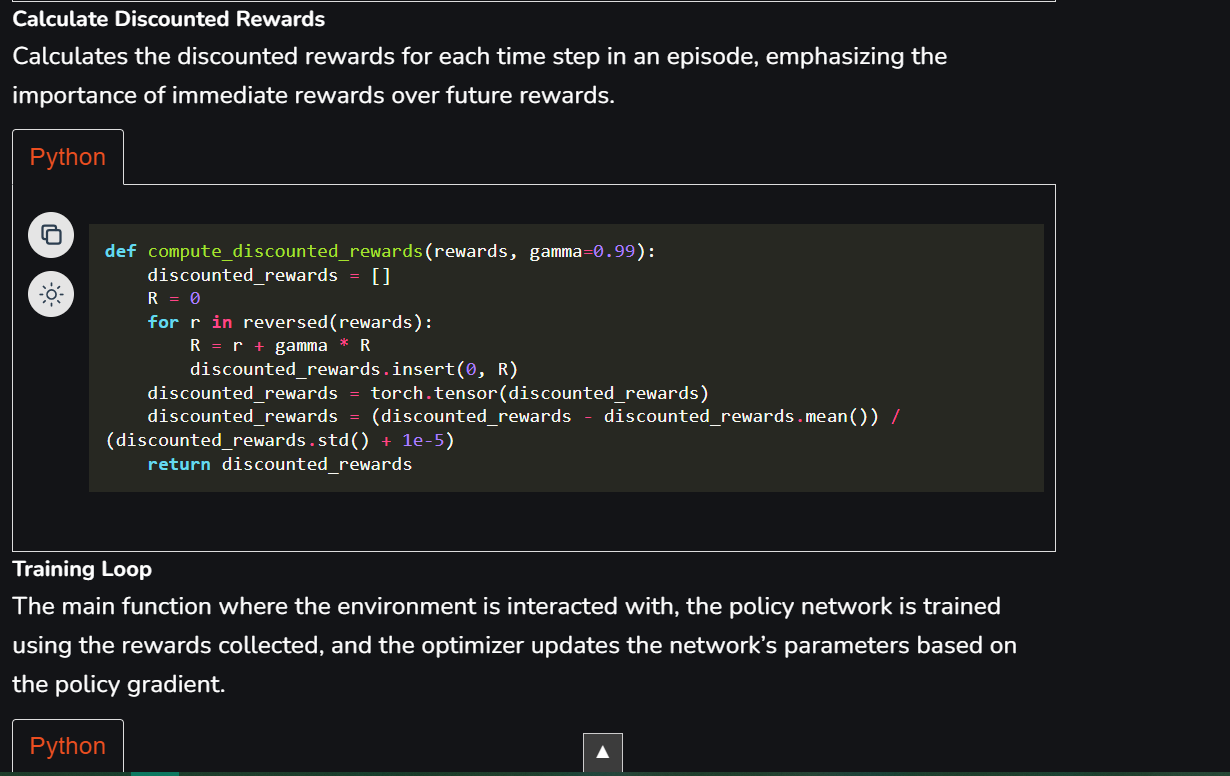 Calculate Discounted Rewards
Calculates the discounted rewards for each time step in an episode, emphasizing the
importance of immediate rewards over future rewards.
Python
def compute_discounted_rewards(rewards, gamma=0.99):
    discounted_rewards = []
    R = 0
    for r in reversed(rewards):
        R = r + gamma * R
        discounted_rewards.insert(0, R)
    discounted_rewards = torch.tensor(discounted_rewards)
    discounted_rewards = (discounted_rewards - discounted_rewards.mean()) /
(discounted_rewards.std() + 1e-5)
    return discounted_rewards
Training Loop
The main function where the environment is interacted with, the policy network is trained
using the rewards collected, and the optimizer updates the network’s parameters based on
the policy gradient.
Python